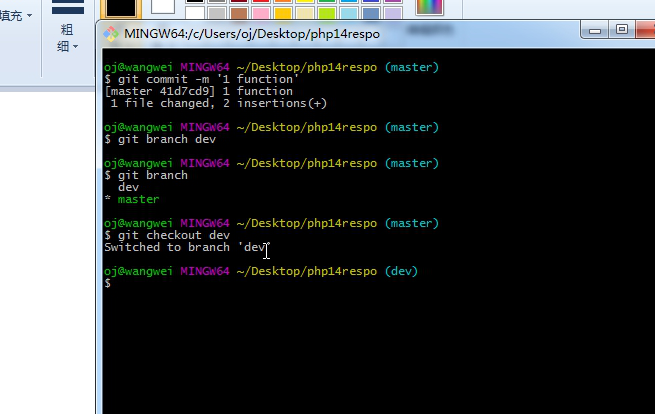 填充
粗
细
MINGW64:/c/Users/oj/Desktop/php14respo
oj@wangwei MINGW64 ~/Desktop/php14respo (master)
$ git commit -m '1 function'
[master 41d7cd9] 1 function
1 file changed, 2 insertions(+)
oj@wangwei MINGW64 ~/Desktop/php14respo (master)
$ git branch dev
oj@wangwei MINGW64 ~/Desktop/php14respo (master)
$ git branch
dev
* master
oj@wangwei MINGW64 ~/Desktop/php14respo (master)
$ git checkout dev
Switched to branch 'dev'
oj@wangwei MINGW64 ~/Desktop/php14respo (dev)
$